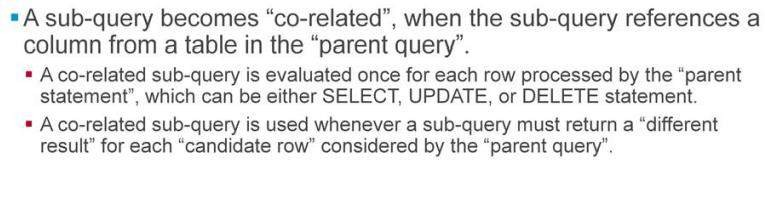 ▪ A sub-query becomes “co-related”, when the sub-query references a
column from a table in the “parent query”.
▪ A co-related sub-query is evaluated once for each row processed by the “parent
statement”, which can be either SELECT, UPDATE, or DELETE statement.
▪ A co-related sub-query is used whenever a sub-query must return a “different
result” for each “candidate row” considered by the “parent query”.